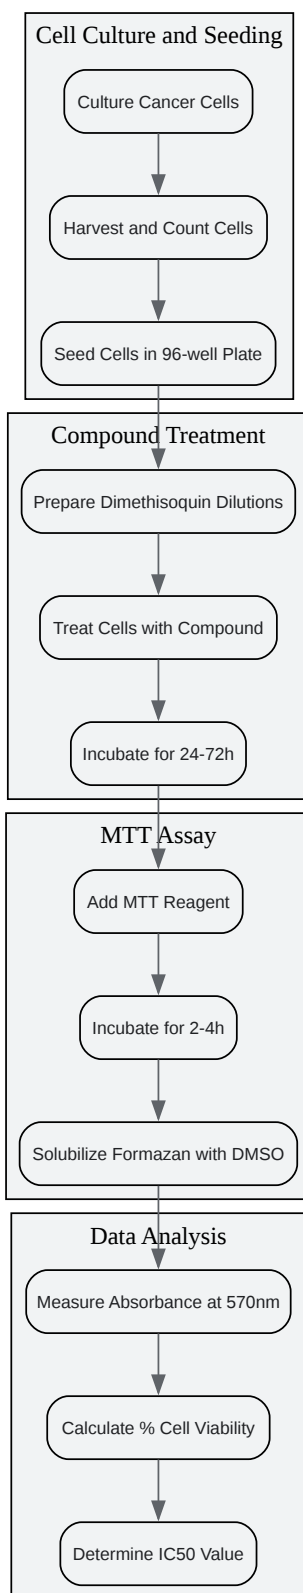 Cell Culture and Seeding
Culture Cancer Cells
Harvest and Count Cells
Seed Cells in 96-well Plate
Compound Treatment
Prepare Dimethisoquin Dilutions
Treat Cells with Compound
Incubate for 24-72h
MTT Assay
Add MTT Reagent
Incubate for 2-4h
Solubilize Formazan with DMSO
Data Analysis
Measure Absorbance at 570nm
Calculate % Cell Viability
Determine IC50 Value